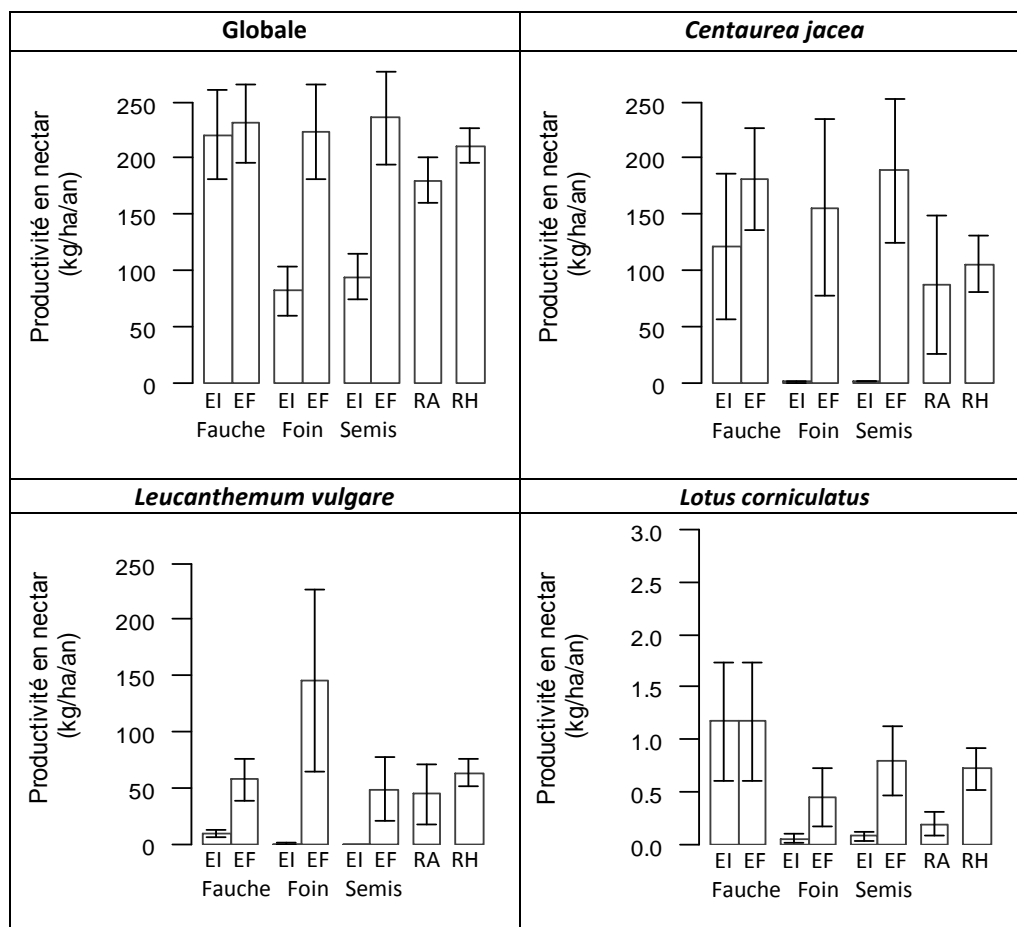 Globale
Productivité en nectar
(kg/ha/an)
250
200
150
100
50
0
EI EF EI EF EI EF RA RH
Fauche Foin Semis
Centaurea jacea
Productivité en nectar
(kg/ha/an)
250
200
150
100
50
0
EI EF EI EF EI EF RA RH
Fauche Foin Semis
Leucanthemum vulgare
Productivité en nectar
(kg/ha/an)
250
200
150
100
50
0
EI EF EI EF EI EF RA RH
Fauche Foin Semis
Lotus corniculatus
Productivité en nectar
(kg/ha/an)
3.0
2.5
2.0
1.5
1.0
0.5
0.0
EI EF EI EF EI EF RA RH
Fauche Foin Semis